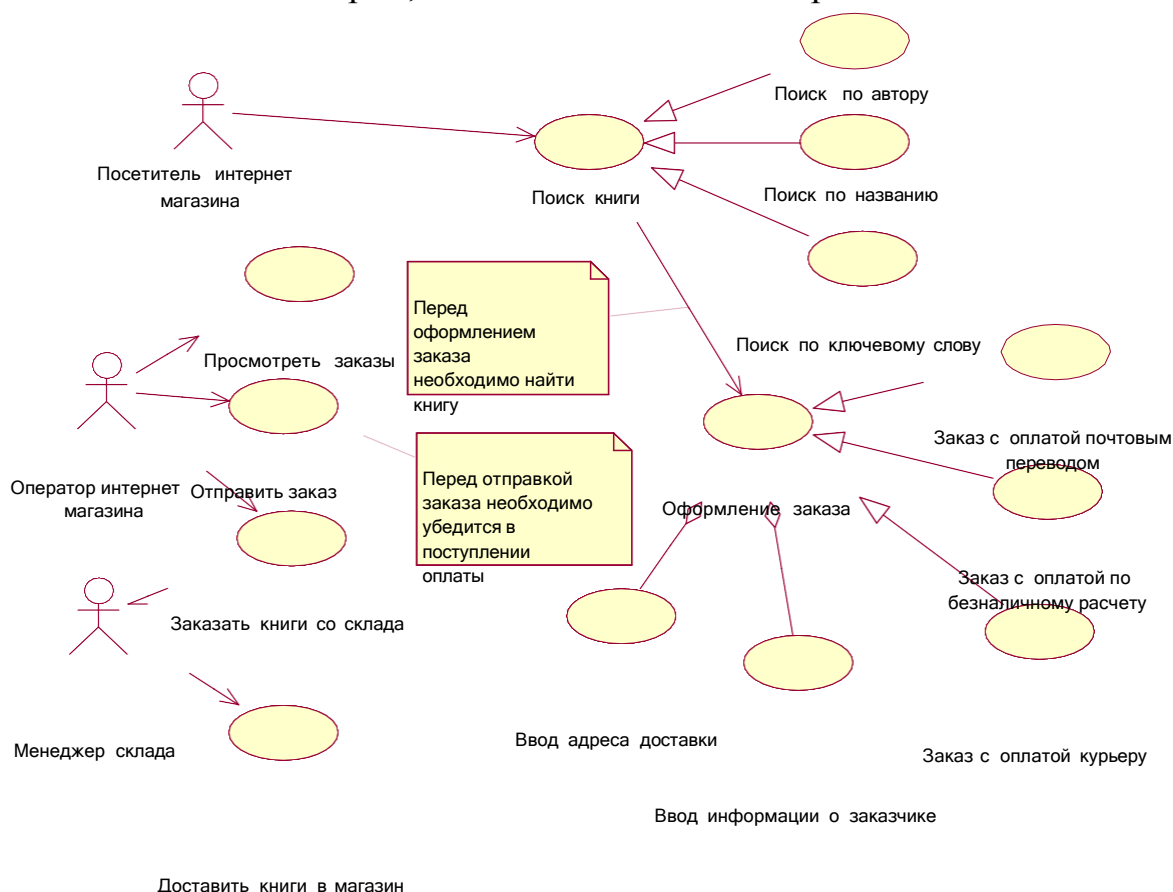 Поиск по автору
Посетитель интернет
магазина
Поиск книги
Поиск по названию
Перед
оформлением
заказа
необходимо найти
книгу
Просмотреть заказы
Поиск по ключевому слову
Заказ с оплатой почтовым
переводом
Оператор интернет
магазина
Отправить заказ
Перед отправкой
заказа необходимо
убедится в
поступлении
оплаты
Оформление заказа
Заказ с оплатой по
безналичному расчету
Заказать книги со склада
Менеджер склада
Ввод адреса доставки
Заказ с оплатой курьеру
Ввод информации о заказчике
Доставить книги в магазин